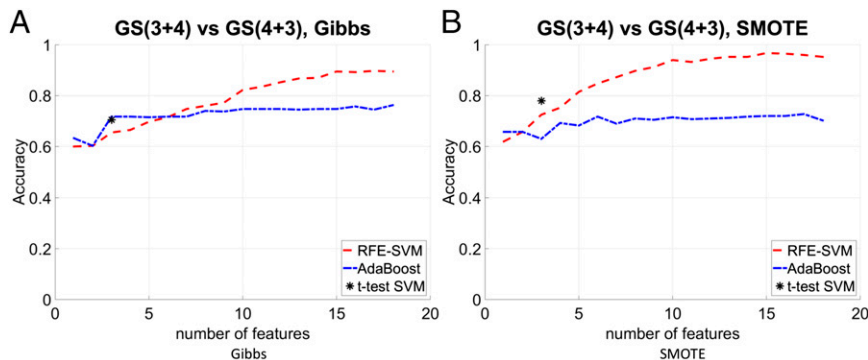 A
GS(3+4) vs GS(4+3), Gibbs
1
0.8
0.6
0.4
0.2
0
Accuracy
0
5
10
15
20
number of features
Gibbs
RFE-SVM
AdaBoost
t-test SVM
B
GS(3+4) vs GS(4+3), SMOTE
1
0.8
0.6
0.4
0.2
0
Accuracy
0
5
10
15
20
number of features
SMOTE
RFE-SVM
AdaBoost
t-test SVM